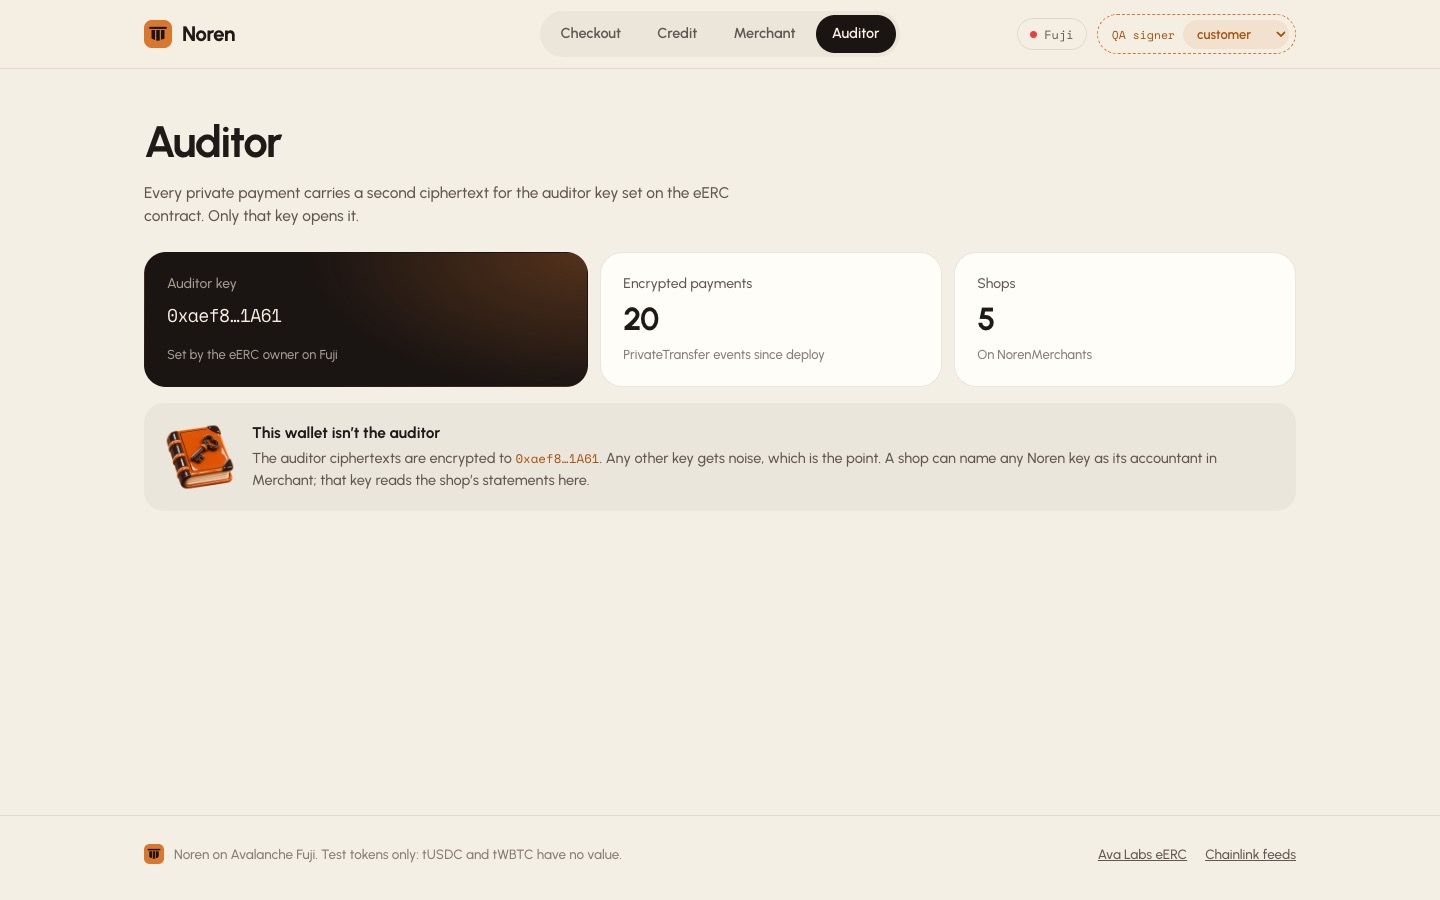 Noren
Checkout
Credit
Merchant
Auditor
Fuji
QA signer
customer
Auditor
Every private payment carries a second ciphertext for the auditor key set on the eERC
contract. Only that key opens it.
Auditor key
0xaef8…1A61
Set by the eERC owner on Fuji
Encrypted payments
20
PrivateTransfer events since deploy
Shops
5
On NorenMerchants
This wallet isn’t the auditor
The auditor ciphertexts are encrypted to 0xaef8…1A61. Any other key gets noise, which is the point. A shop can name any Noren key as its accountant in
Merchant; that key reads the shop’s statements here.
Noren on Avalanche Fuji. Test tokens only: tUSDC and tWBTC have no value.
Ava Labs eERC
Chainlink feeds